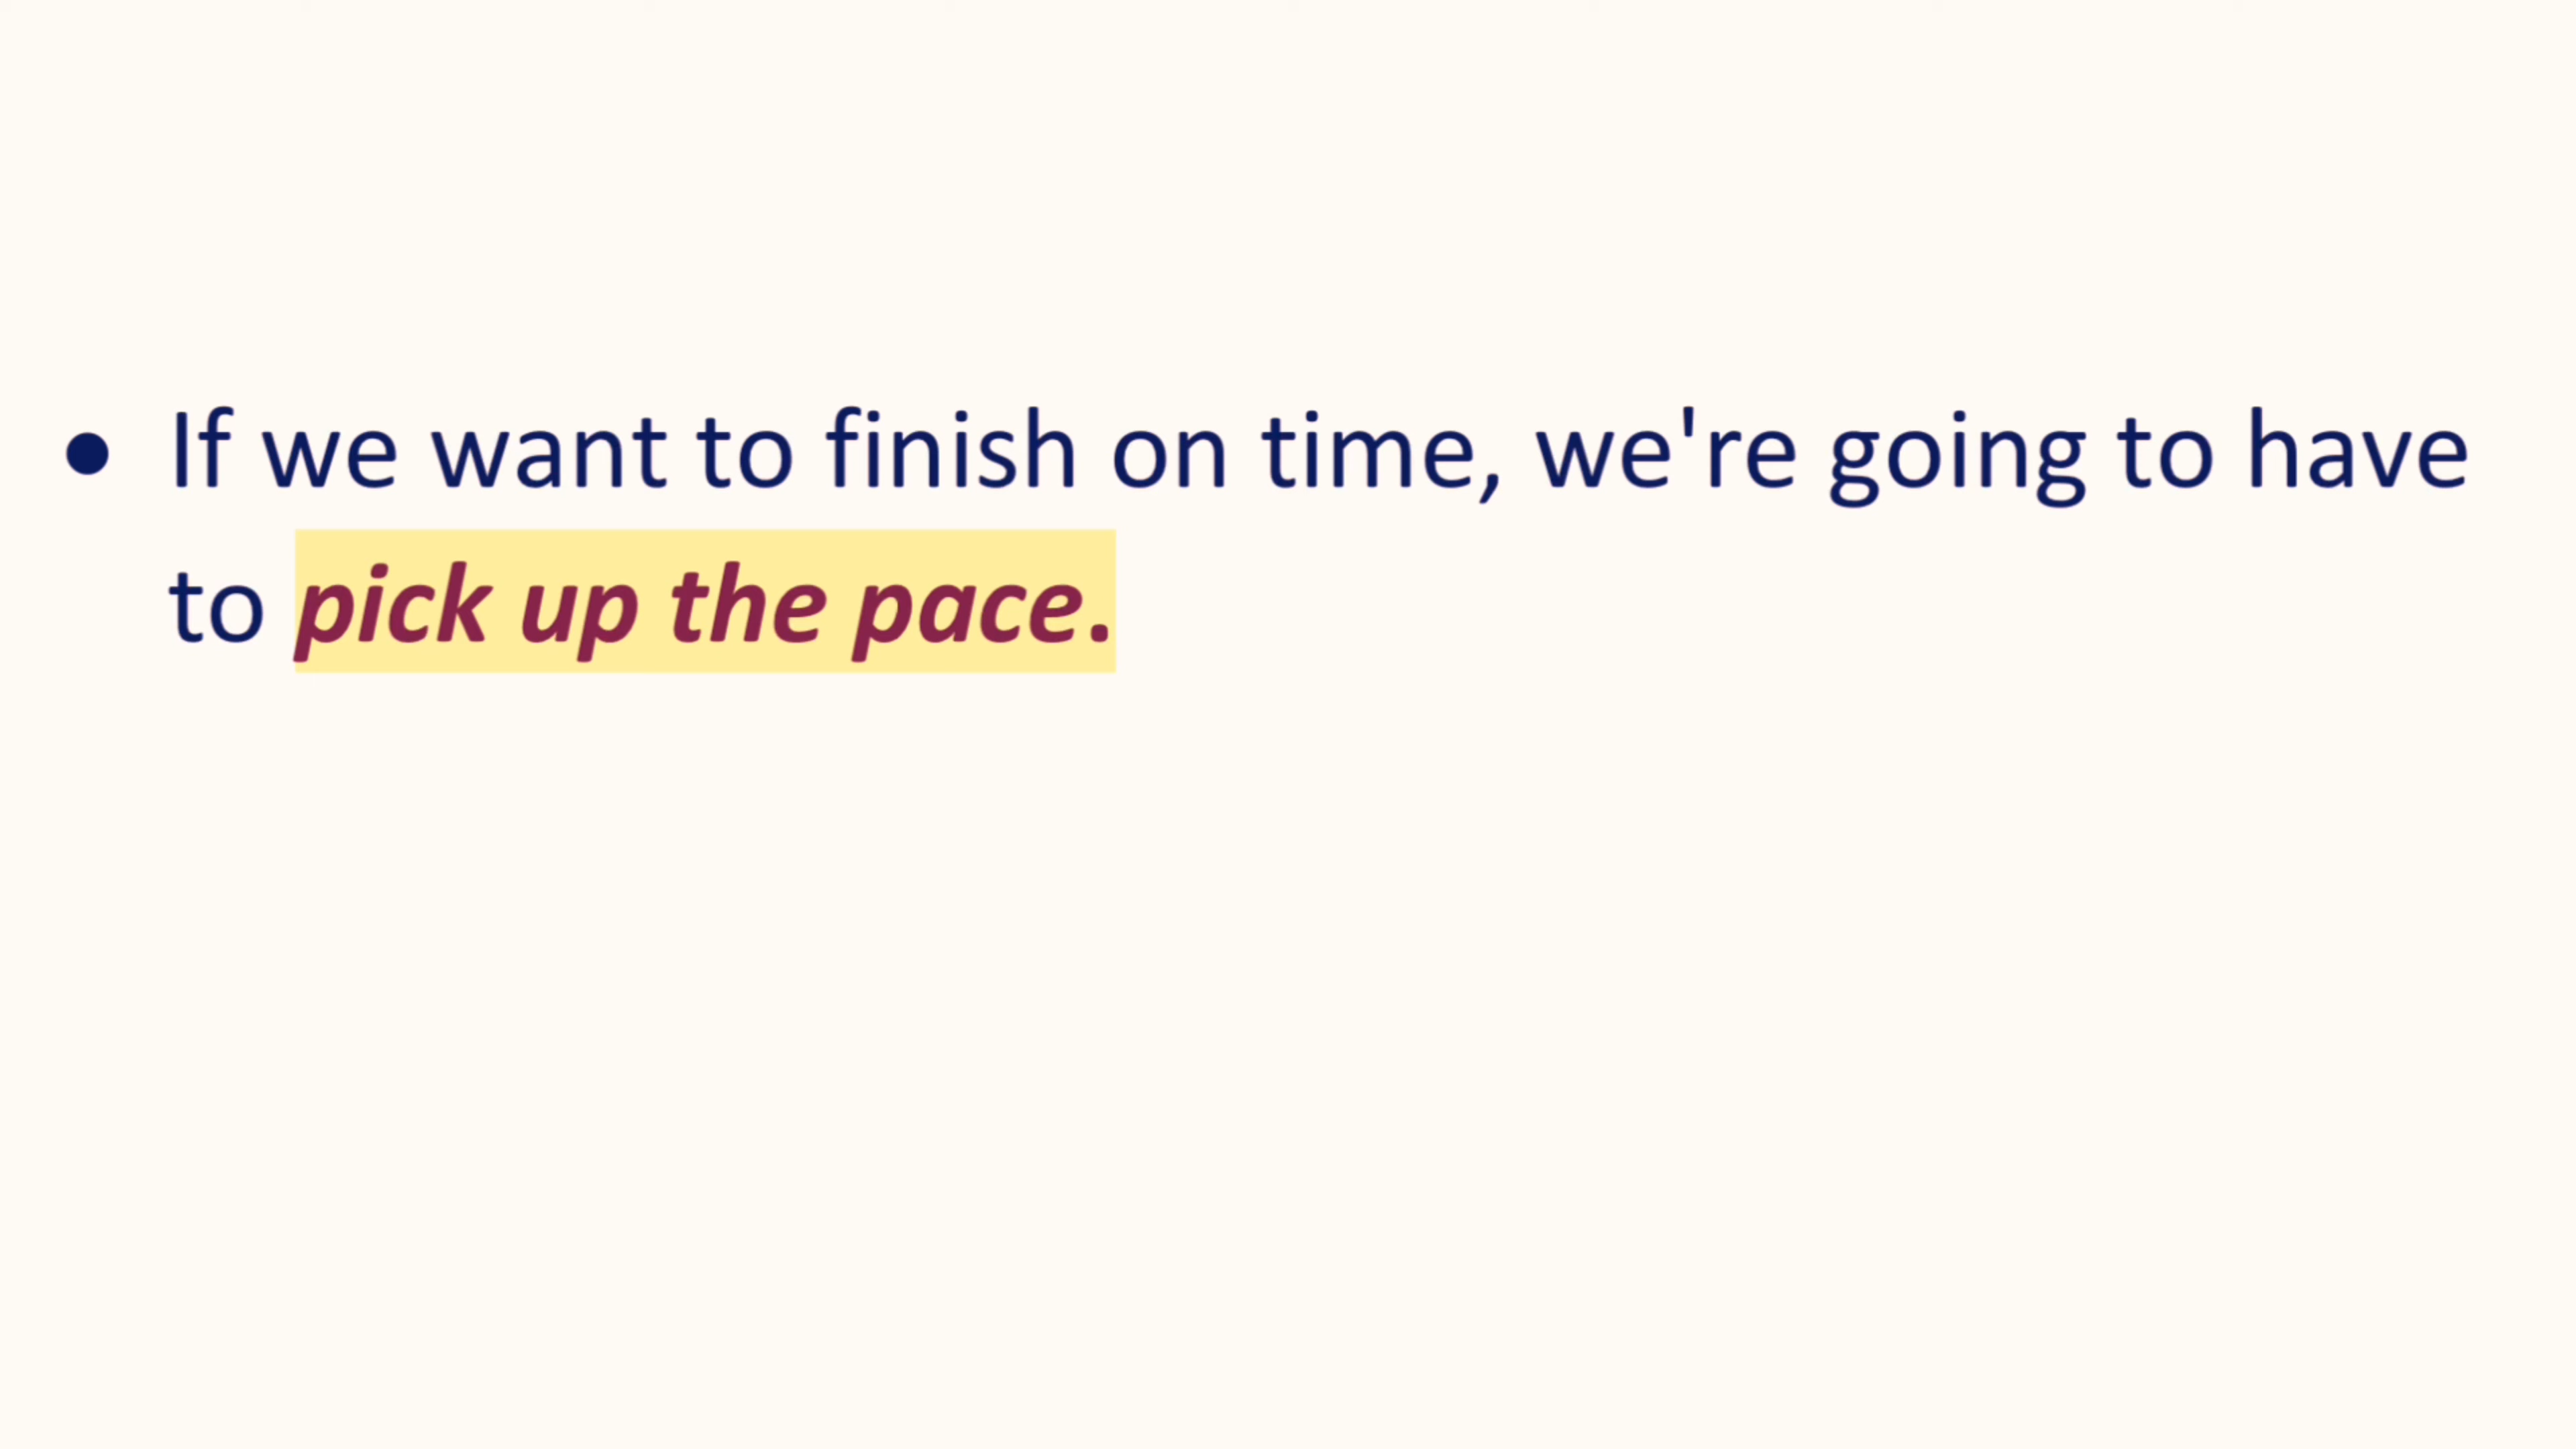 • If we want to finish on time, we're going to have
to pick up the pace.